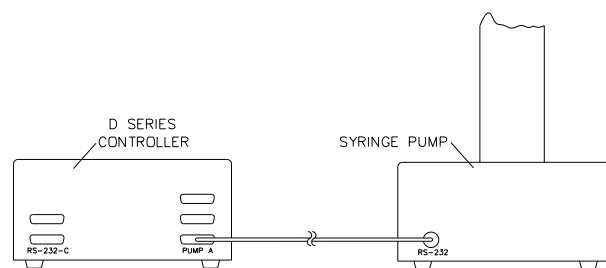 D SERIES
CONTROLLER
SYRINGE PUMP
RS-232-C
PUMP A
RS-232